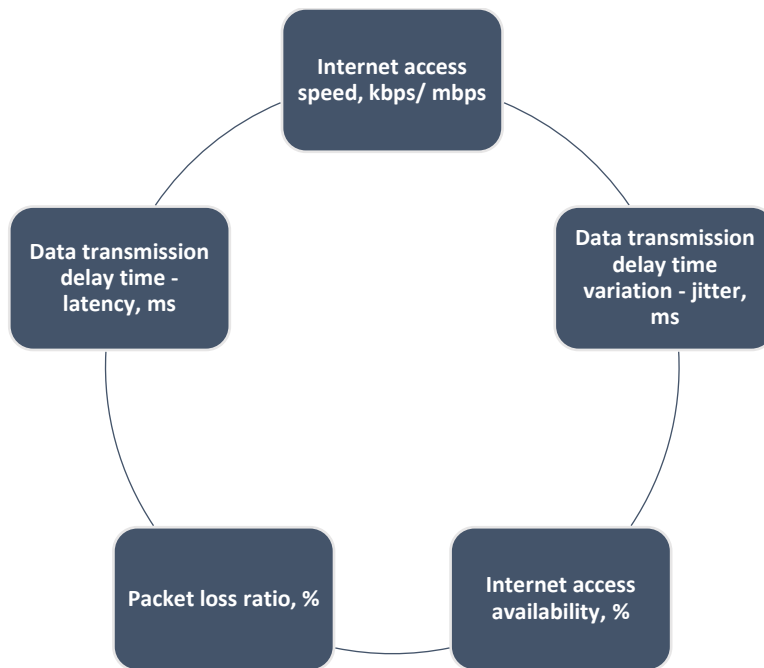 Internet access
speed, kbps/ mbps
Data transmission
delay time -
latency, ms
Data transmission
delay time
variation - jitter,
ms
Packet loss ratio, %
Internet access
availability, %